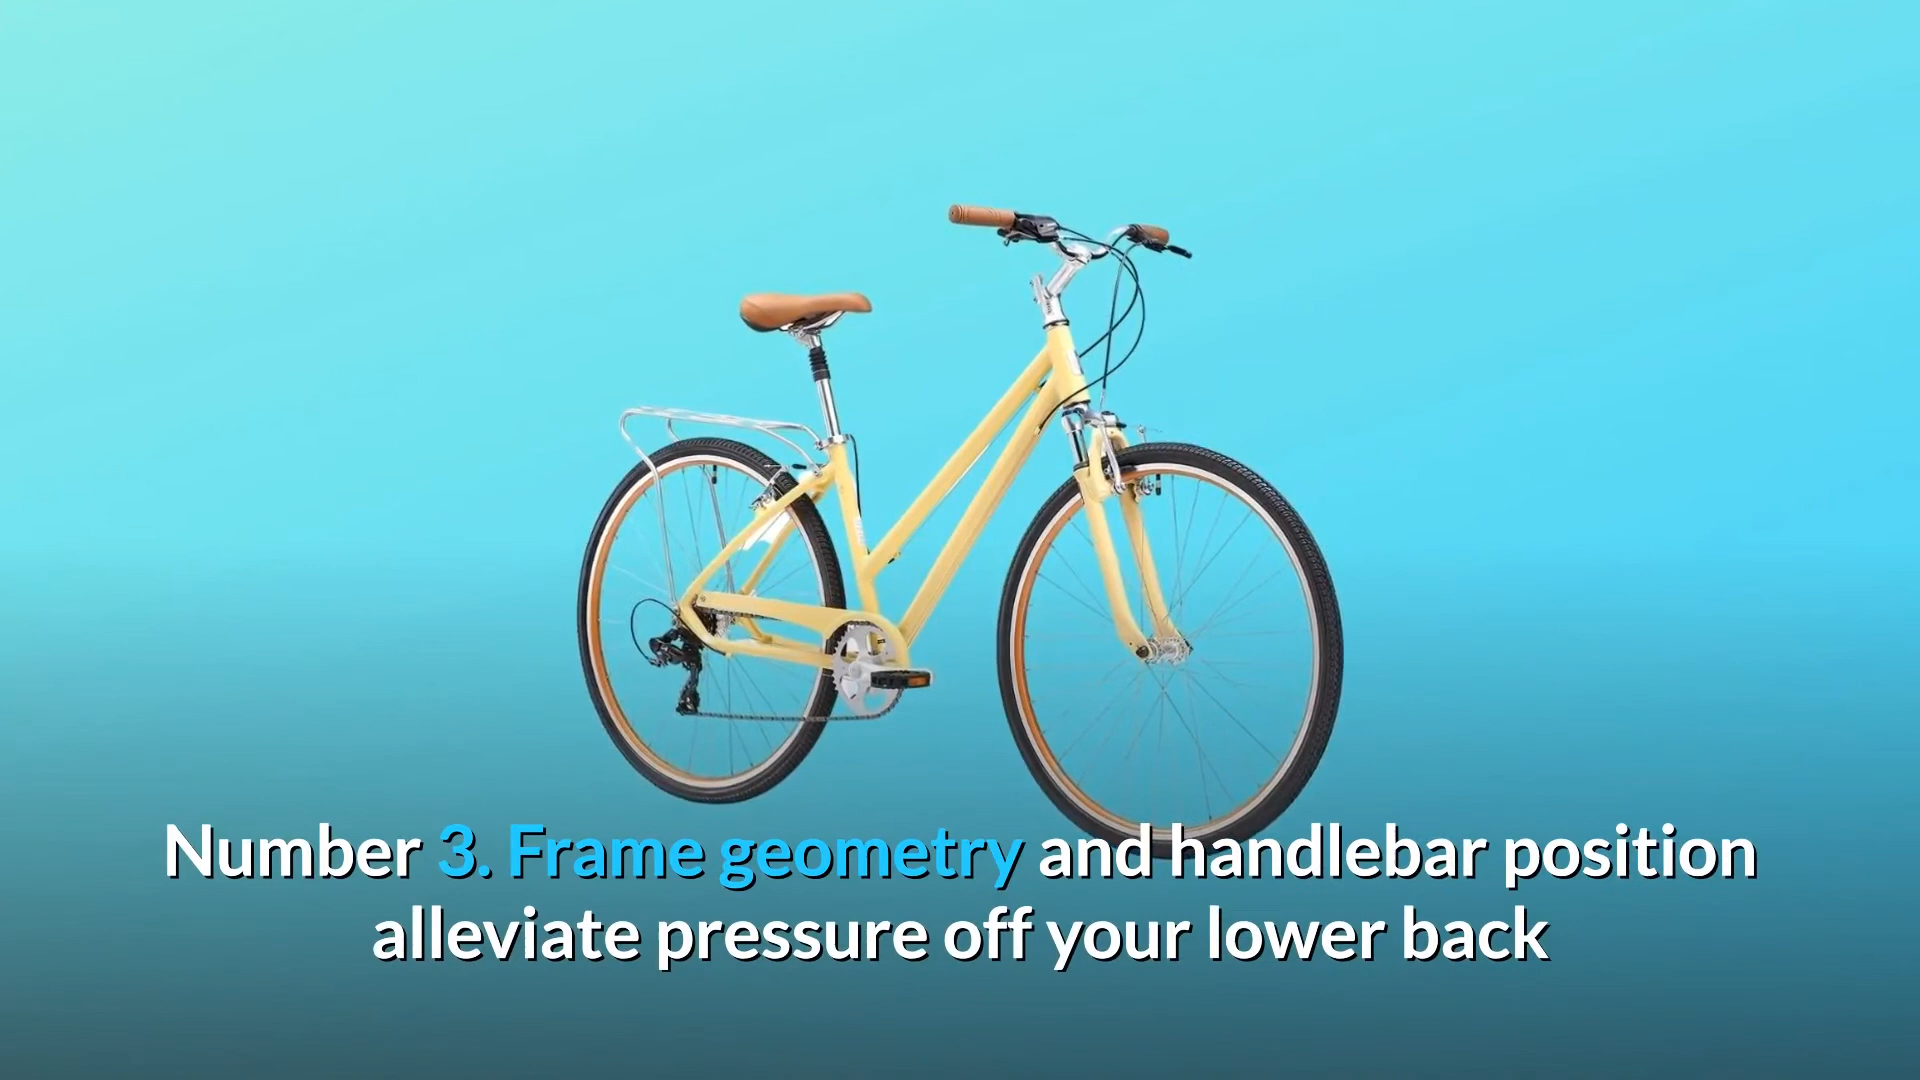 Number 3. Frame geometry and handlebar position
alleviate pressure off your lower back